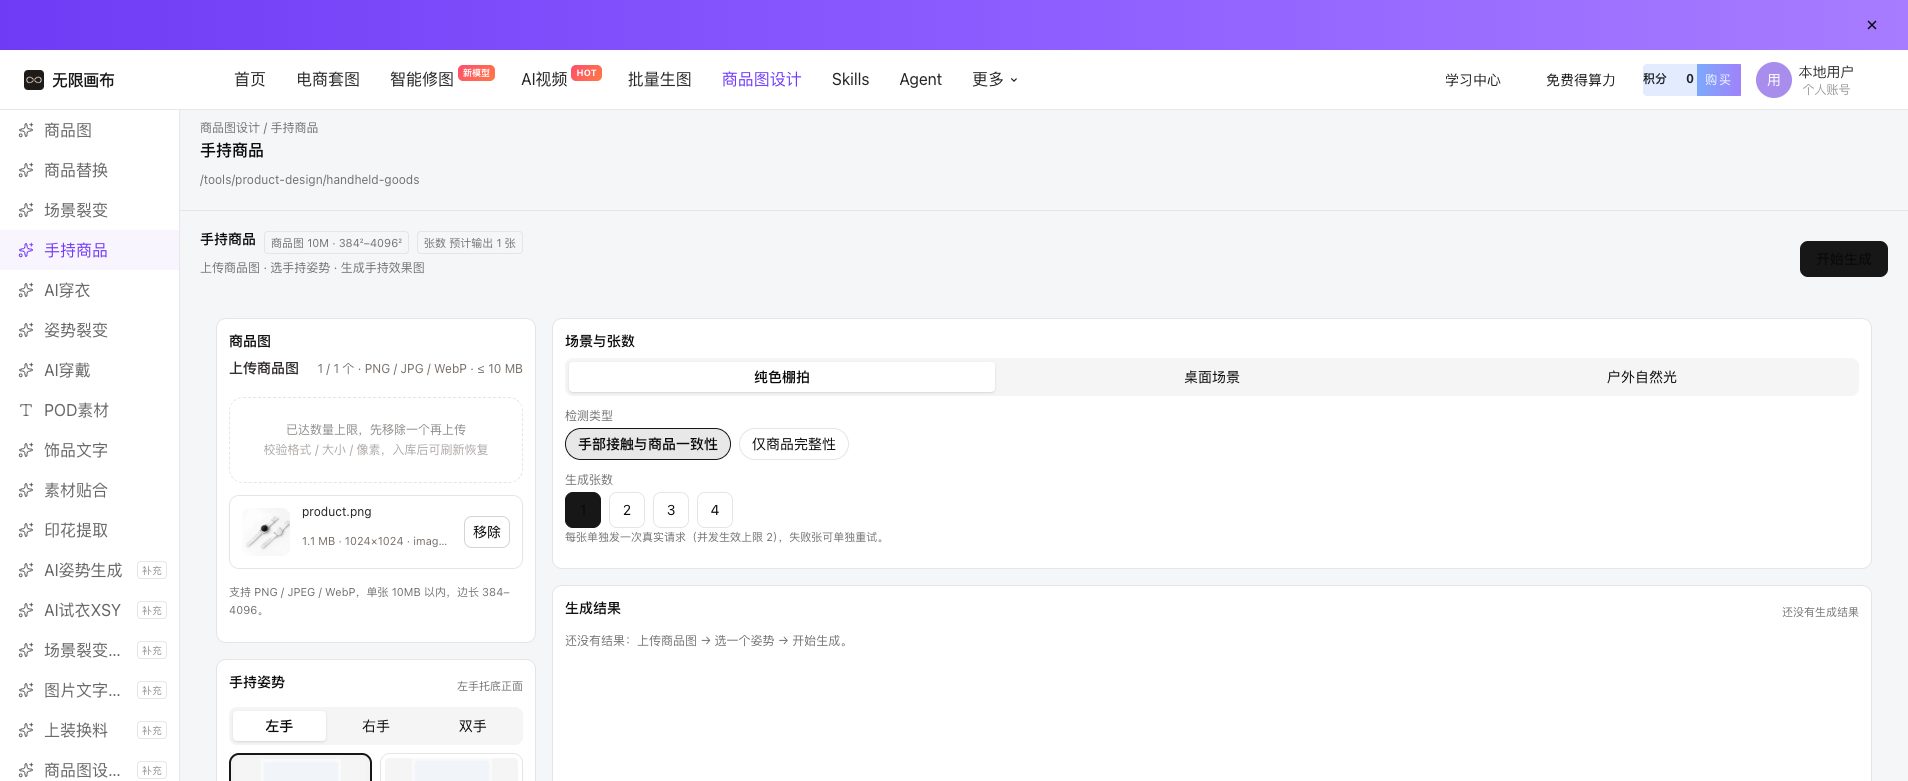 ×
无限画布
首页 电商套图 智能修图 新模型 AI视频 HOT 批量生图 商品图设计 Skills Agent 更多
学习中心 免费得算力 积分 0 购买 用 本地用户
个人账号
商品图
商品替换
场景裂变
手持商品
AI穿衣
姿势裂变
AI穿戴
POD素材
饰品文字
素材贴合
印花提取
AI姿势生成 补充
AI试衣XSY 补充
场景裂变... 补充
图片文字... 补充
上装换料 补充
商品图设... 补充
商品图设计 / 手持商品
手持商品
/tools/product-design/handheld-goods
手持商品 商品图 10M · 384²–4096² 张数 预计输出 1 张
上传商品图 · 选手持姿势 · 生成手持效果图
开始生成
商品图
上传商品图 1 / 1 个 · PNG / JPG / WebP · ≤ 10 MB
已达数量上限，先移除一个再上传
校验格式 / 大小 / 像素，入库后可刷新恢复
product.png
1.1 MB · 1024×1024 · imag...
移除
支持 PNG / JPEG / WebP，单张 10MB 以内，边长 384–
4096。
手持姿势 左手托底正面
左手 右手 双手
场景与张数
纯色棚拍 桌面场景 户外自然光
检测类型
手部接触与商品一致性 仅商品完整性
生成张数
1 2 3 4
每张单独发一次真实请求（并发生效上限 2），失败张可单独重试。
生成结果 还没有生成结果
还没有结果：上传商品图 → 选一个姿势 → 开始生成。